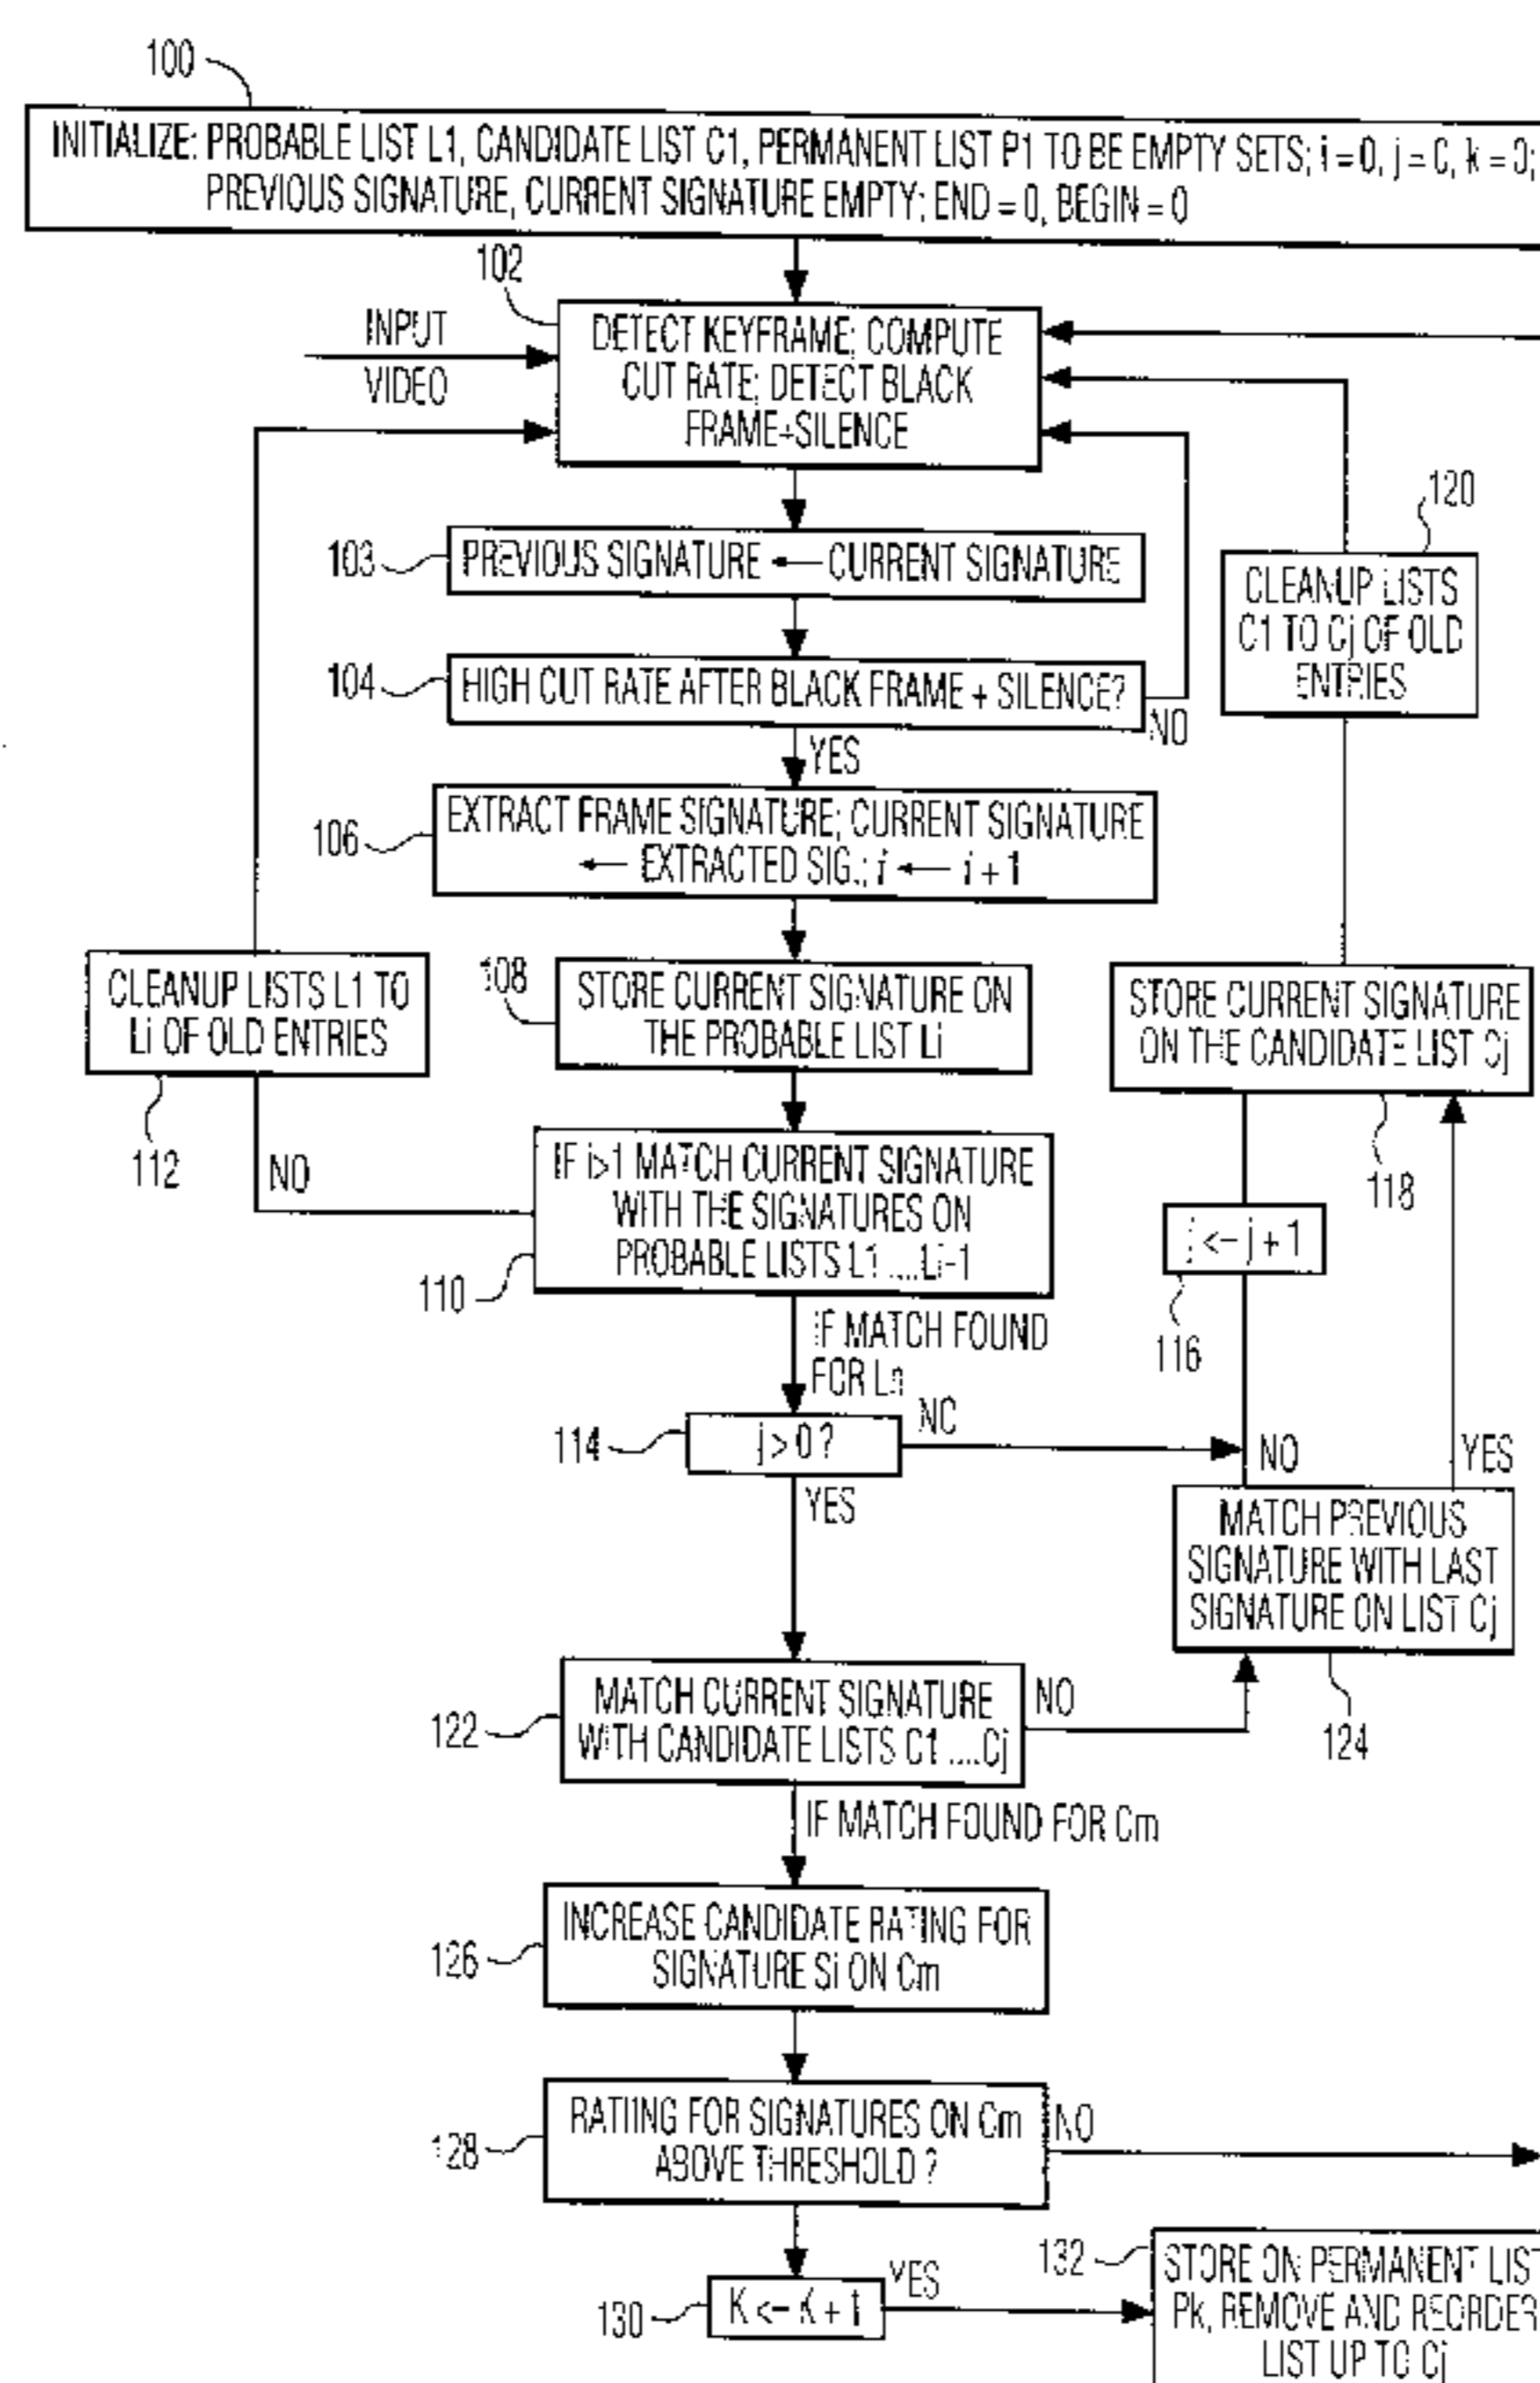 100
INITIALIZE: PROBABLE LIST L1, CANDIDATE LIST C1, PERMANENT LIST P1 TO BE EMPTY SETS; i = 0, j = 0, k = 0;
PREVIOUS SIGNATURE, CURRENT SIGNATURE EMPTY; END = 0, BEGIN = 0
102
INPUT
VIDEO
DETECT KEYFRAME; COMPUTE
CUT RATE; DETECT BLACK
FRAME+SILENCE
120
CLEANUP LISTS
C1 TO Cj OF OLD
ENTRIES
103
PREVIOUS SIGNATURE ← CURRENT SIGNATURE
104
HIGH CUT RATE AFTER BLACK FRAME + SILENCE?
NO
YES
106
EXTRACT FRAME SIGNATURE; CURRENT SIGNATURE
← EXTRACTED SIG.; i ← i + 1
CLEANUP LISTS L1 TO
Li OF OLD ENTRIES
112
NO
108
STORE CURRENT SIGNATURE ON
THE PROBABLE LIST Li
STORE CURRENT SIGNATURE
ON THE CANDIDATE LIST Cj
118
110
IF i>1 MATCH CURRENT SIGNATURE
WITH THE SIGNATURES ON
PROBABLE LISTS L1 ....Li-1
j <- j + 1
116
IF MATCH FOUND
FOR Ln
114
j > 0 ?
NO
YES
NO
YES
MATCH PREVIOUS
SIGNATURE WITH LAST
SIGNATURE ON LIST Cj
124
122
MATCH CURRENT SIGNATURE
WITH CANDIDATE LISTS C1 ....Cj
NO
IF MATCH FOUND FOR Cm
126
INCREASE CANDIDATE RATING FOR
SIGNATURE Si ON Cm
128
RATIING FOR SIGNATURES ON Cm
ABOVE THRESHOLD ?
NO
130
K <- K + 1
YES
132
STORE ON PERMANENT LIST
Pk, REMOVE AND REORDER
LIST UP TO Cj